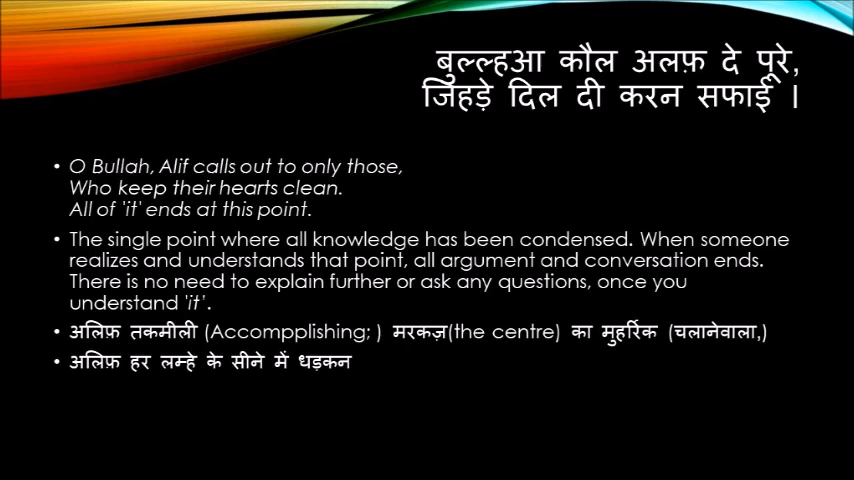 बुल्ल्हआ कौल अलफ़ दे पूरे,
जिहड़े दिल दी करन सफाई ।
• O Bullah, Alif calls out to only those,
Who keep their hearts clean.
All of 'it' ends at this point.
• The single point where all knowledge has been condensed. When someone
realizes and understands that point, all argument and conversation ends.
There is no need to explain further or ask any questions, once you
understand 'it'.
• अलिफ़ तकमीली (Accompplishing; ) मरकज़(the centre) का मुहर्रिक (चलानेवाला,)
• अलिफ़ हर लम्हे के सीने में धड़कन